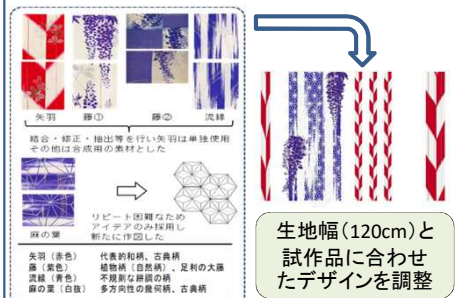 矢羽 藤① 藤② 流線
結合・修正・抽出等を行い矢羽は単独使用
その他は合成用の素材とした
麻の葉
リピート困難なため
アイデアのみ採用し
新たに作図した
矢羽(赤色) 代表的和柄、古典柄
藤(紫色) 植物柄(自然柄)、足利の大藤
流線(青色) 不規則な線調の柄
麻の葉(白抜) 多方向性の幾何柄、古典柄
生地幅(120cm)と
試作品に合わせ
たデザインを調整